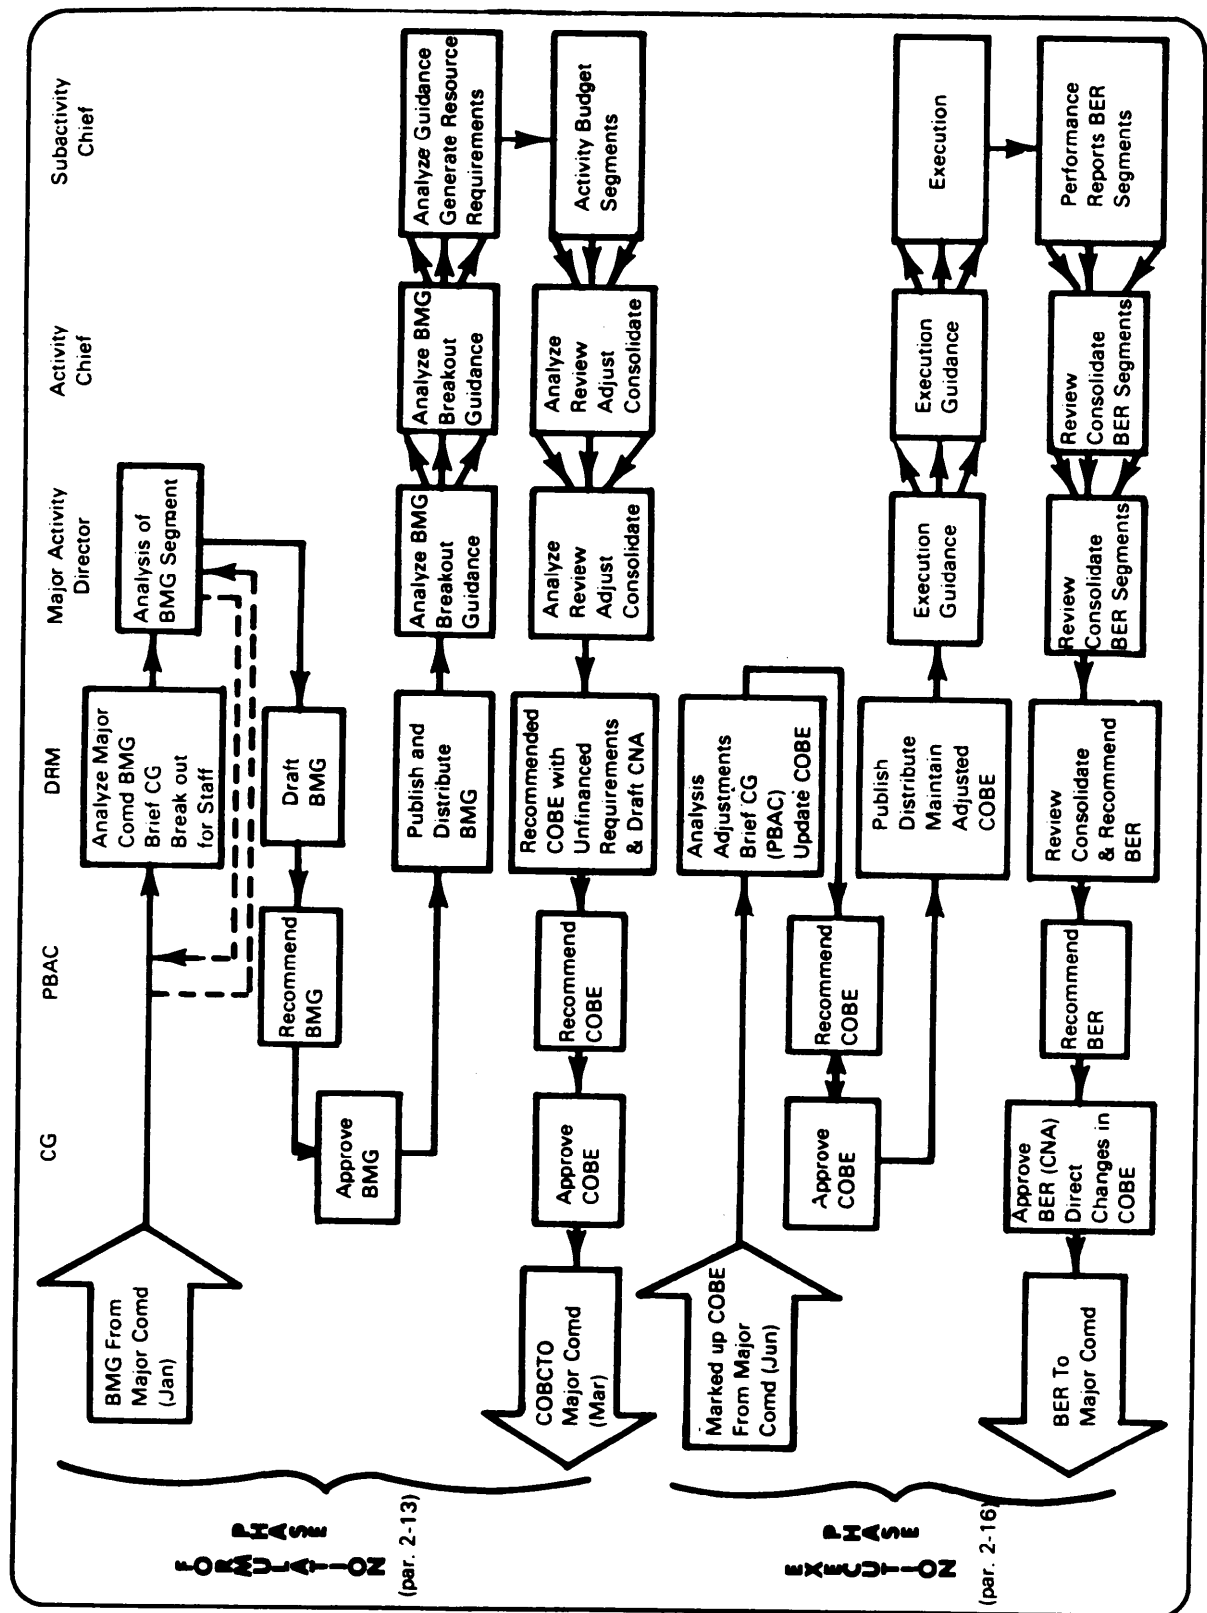 CG
PBAC
DRM
Major Activity
Director
Activity
Chief
Subactivity
Chief
PHASE
FORMULATION
(par. 2-13)
BMG From
Major Comd
(Jan)
Analyze Major
Comd BMG
Brief CG
Break out
for Staff
Analysis of
BMG Segment
Draft
BMG
Recommend
BMG
Approve
BMG
Publish and
Distribute
BMG
Analyze BMG
Breakout
Guidance
Analyze BMG
Breakout
Guidance
Analyze Guidance
Generate Resource
Requirements
Activity Budget
Segments
Analyze
Review
Adjust
Consolidate
Analyze
Review
Adjust
Consolidate
Recommended
COBE with
Unfinanced
Requirements
& Draft CNA
Recommend
COBE
Approve
COBE
COBCTO
Major Comd
(Mar)
PHASE
EXECUTION
(par. 2-16)
Marked up COBE
From Major
Comd (Jun)
Analysis
Adjustments
Brief CG
(PBAC)
Update COBE
Recommend
COBE
Approve
COBE
Publish
Distribute
Maintain
Adjusted
COBE
Execution
Guidance
Execution
Guidance
Execution
Performance
Reports BER
Segments
Review
Consolidate
BER Segments
Review
Consolidate
BER Segments
Review
Consolidate
& Recommend
BER
Recommend
BER
Approve
BER (CNA)
Direct
Changes in
COBE
BER To
Major Comd